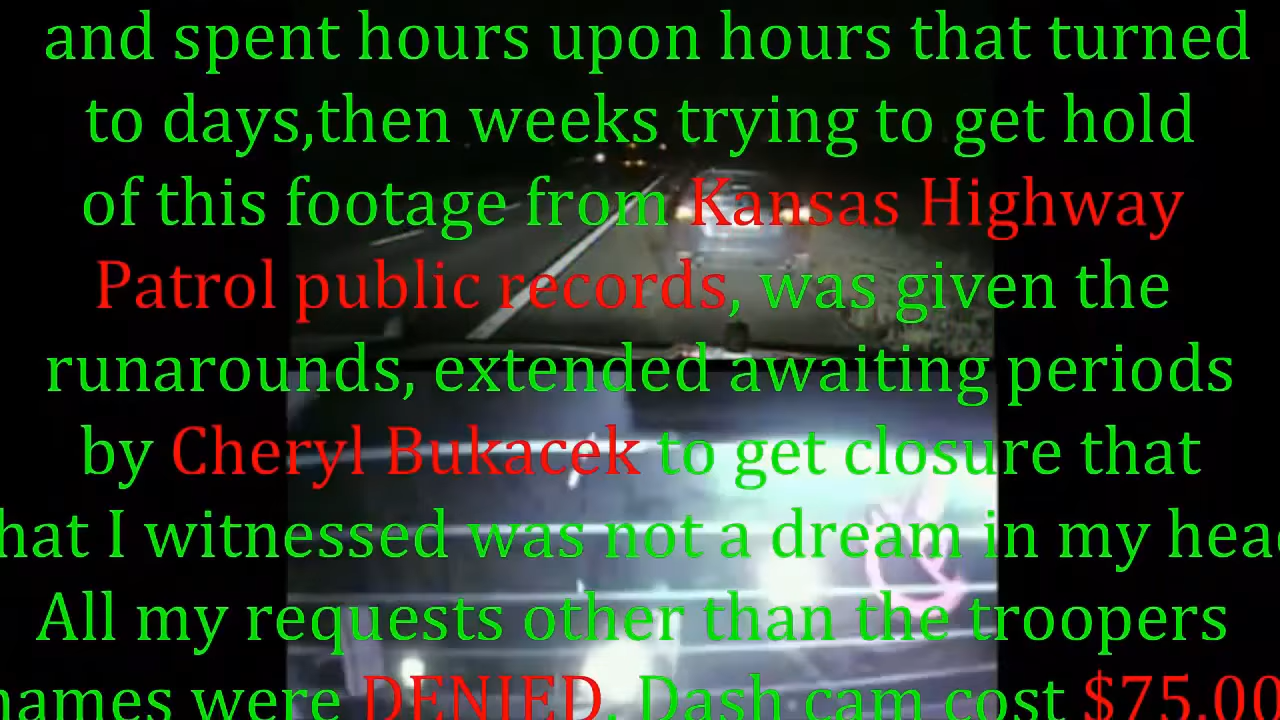 and spent hours upon hours that turned
to days,then weeks trying to get hold
of this footage from Kansas Highway
Patrol public records, was given the
runarounds, extended awaiting periods
by Cheryl Bukacek to get closure that
hat I witnessed was not a dream in my hea
All my requests other than the troopers
names were DENIED. Dash cam cost $75.00